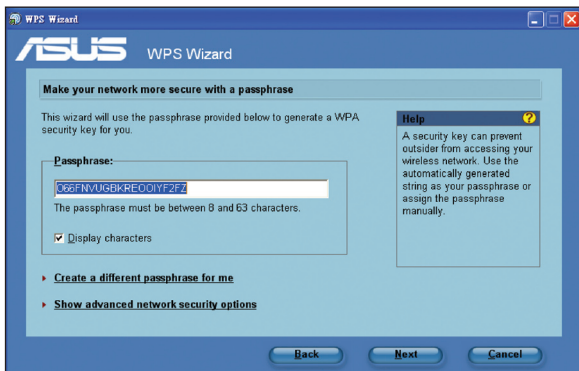 WPS Wizard
ASUS WPS Wizard
Make your network more secure with a passphrase
This wizard will use the passphrase provided below to generate a WPA
security key for you.
Passphrase:
O66FNVUGBKREOOIYF2FZ
The passphrase must be between 8 and 63 characters.
Display characters
Create a different passphrase for me
Show advanced network security options
Help
A security key can prevent
outsider from accessing your
wireless network. Use the
automatically generated
string as your passphrase or
assign the passphrase
manually.
Back Next Cancel